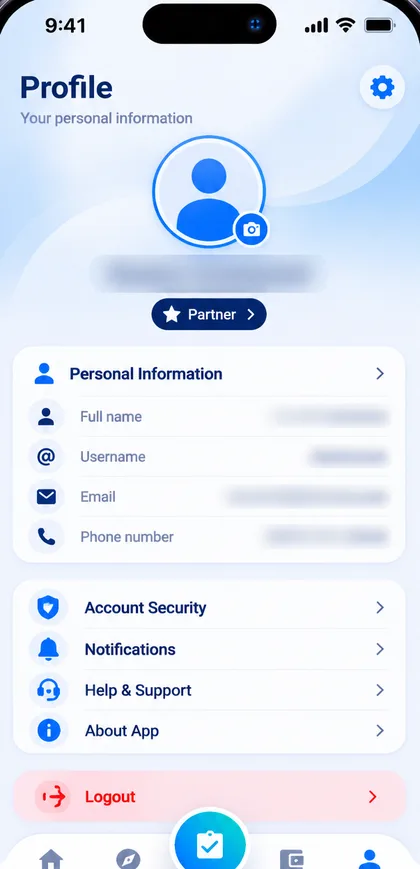 9:41
Profile
Your personal information
Partner
Personal Information
Full name
Username
Email
Phone number
Account Security
Notifications
Help & Support
About App
Logout